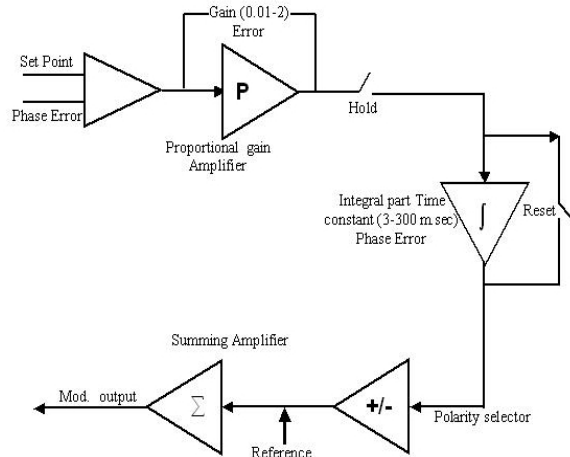 Gain (0.01-2)
Error
Set Point
Phase Error
P
Hold
Proportional gain
Amplifier
Integral part Time
constant (3-300 m.sec)
Phase Error
∫
Reset
Summing Amplifier
Mod. output
Σ
+/-
Polarity selector
Reference